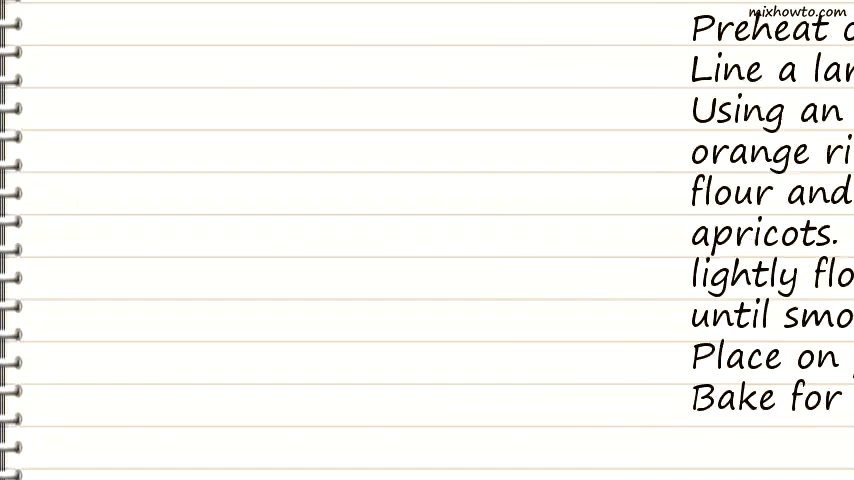 mixhowto.com
Preheat
Line a
Using an
orange
flour and
apricots.
lightly
until
Place on
Bake for